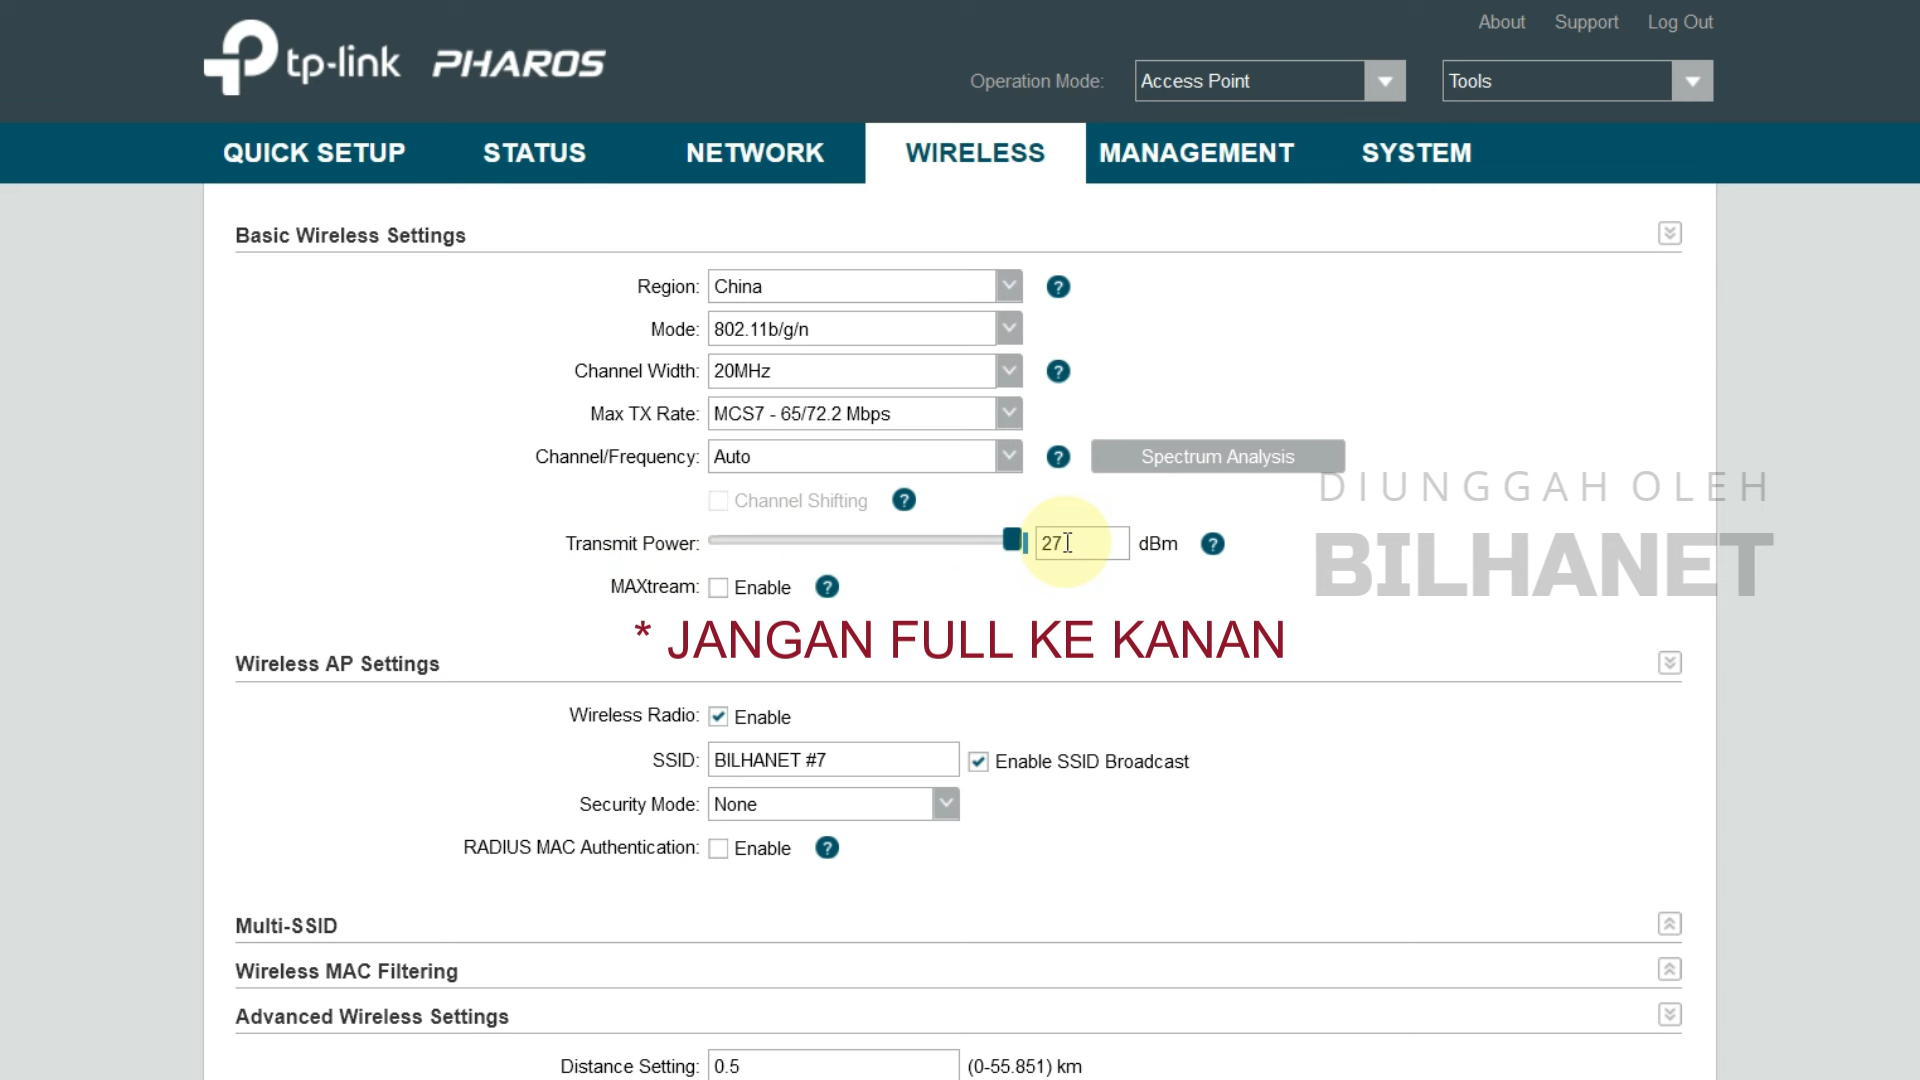 About Support Log Out
tp-link PHAROS
Operation Mode: Access Point Tools
QUICK SETUP STATUS NETWORK WIRELESS MANAGEMENT SYSTEM
Basic Wireless Settings
Region: China ?
Mode: 802.11b/g/n
Channel Width: 20MHz ?
Max TX Rate: MCS7 - 65/72.2 Mbps
Channel/Frequency: Auto ? Spectrum Analysis
DIUNGGAH OLEH
Channel Shifting ?
Transmit Power: 27 dBm ?
BILHANET
MAXtream: Enable ?
* JANGAN FULL KE KANAN
Wireless AP Settings
Wireless Radio: Enable
SSID: BILHANET #7 Enable SSID Broadcast
Security Mode: None
RADIUS MAC Authentication: Enable ?
Multi-SSID
Wireless MAC Filtering
Advanced Wireless Settings
Distance Setting: 0.5 (0-55.851) km